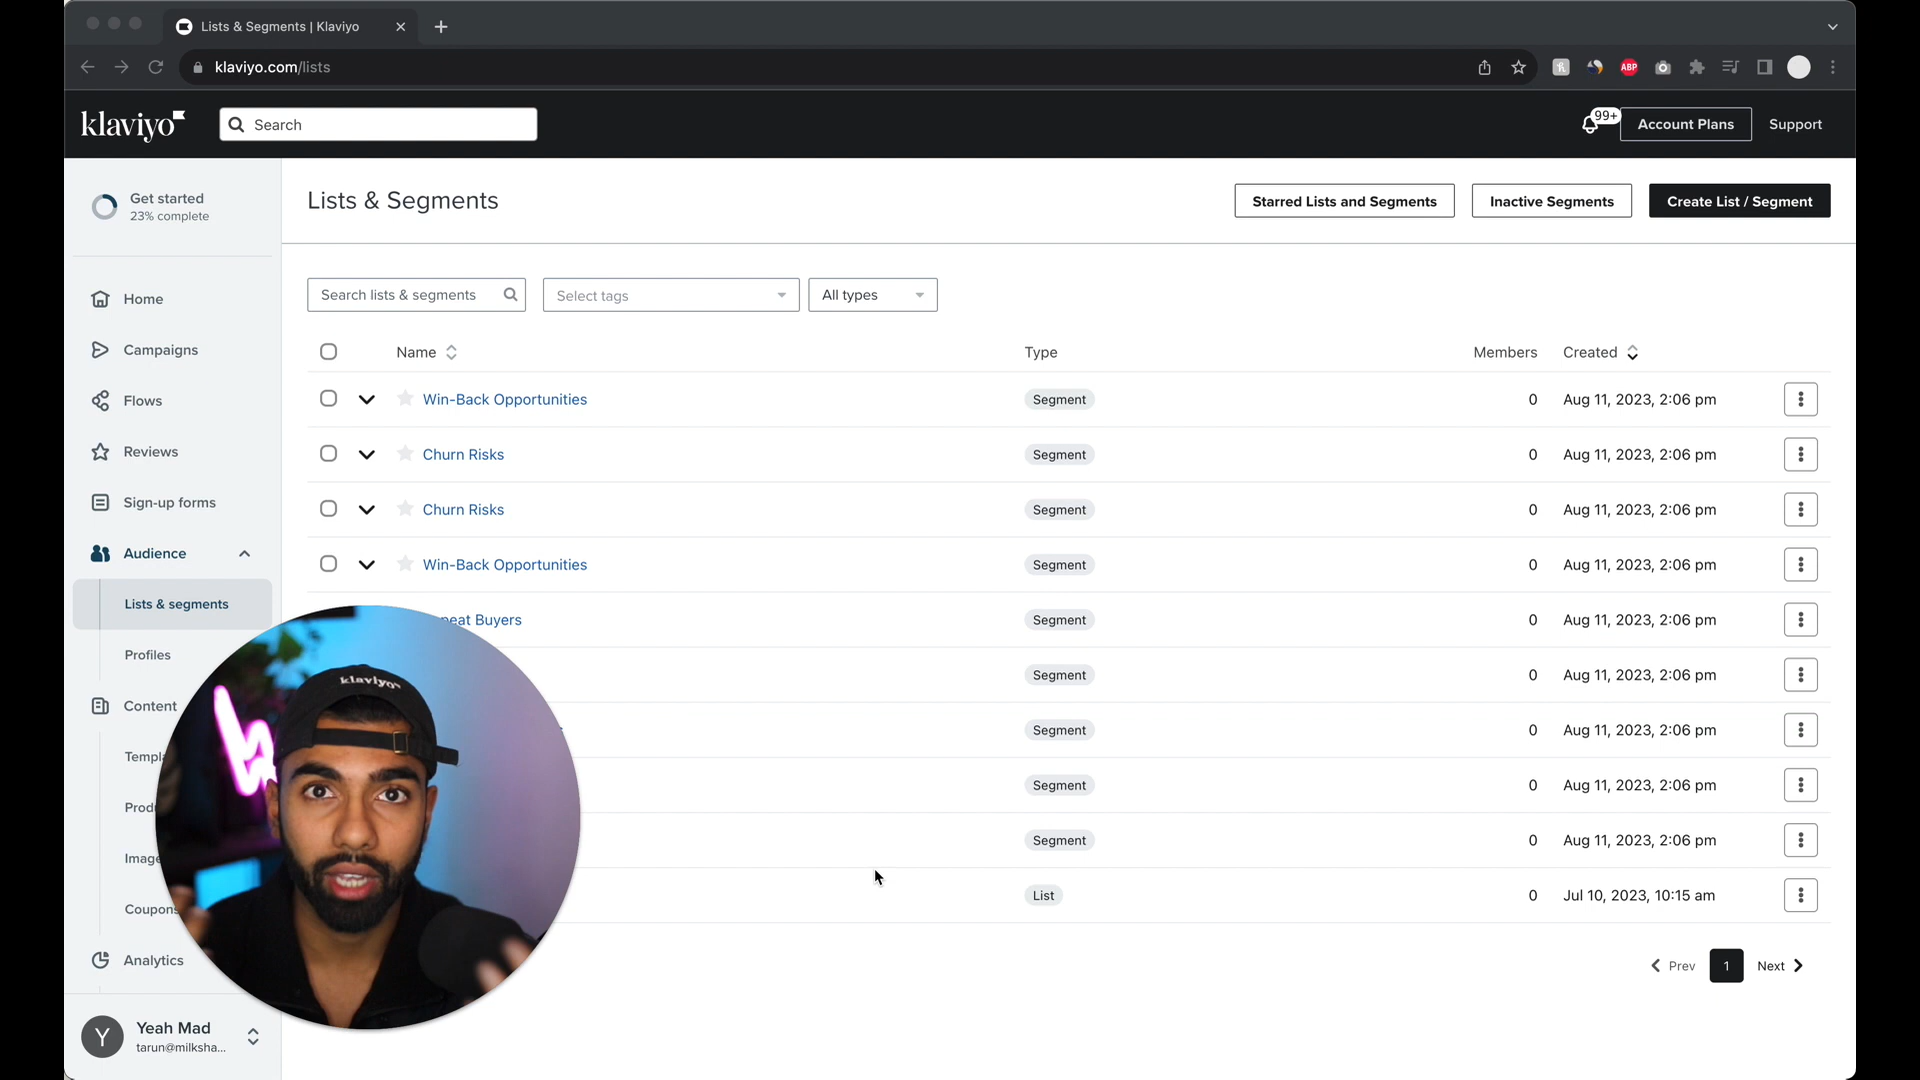 Lists & Segments | Klaviyo
klaviyo.com/lists
ABP
klaviyo
Search
99+
Account Plans
Support
Get started
23% complete
Lists & Segments
Starred Lists and Segments
Inactive Segments
Create List / Segment
Home
Campaigns
Flows
Reviews
Sign-up forms
Audience
Lists & segments
Profiles
Content
Templa
Produ
Image
Coupons
Analytics
Yeah Mad
tarun@milksha...
Y
Search lists & segments
Select tags
All types
Name Type Members Created
Win-Back Opportunities Segment 0 Aug 11, 2023, 2:06 pm
Churn Risks Segment 0 Aug 11, 2023, 2:06 pm
Churn Risks Segment 0 Aug 11, 2023, 2:06 pm
Win-Back Opportunities Segment 0 Aug 11, 2023, 2:06 pm
peat Buyers Segment 0 Aug 11, 2023, 2:06 pm
Segment 0 Aug 11, 2023, 2:06 pm
Segment 0 Aug 11, 2023, 2:06 pm
Segment 0 Aug 11, 2023, 2:06 pm
Segment 0 Aug 11, 2023, 2:06 pm
List 0 Jul 10, 2023, 10:15 am
Prev 1 Next
klaviyo